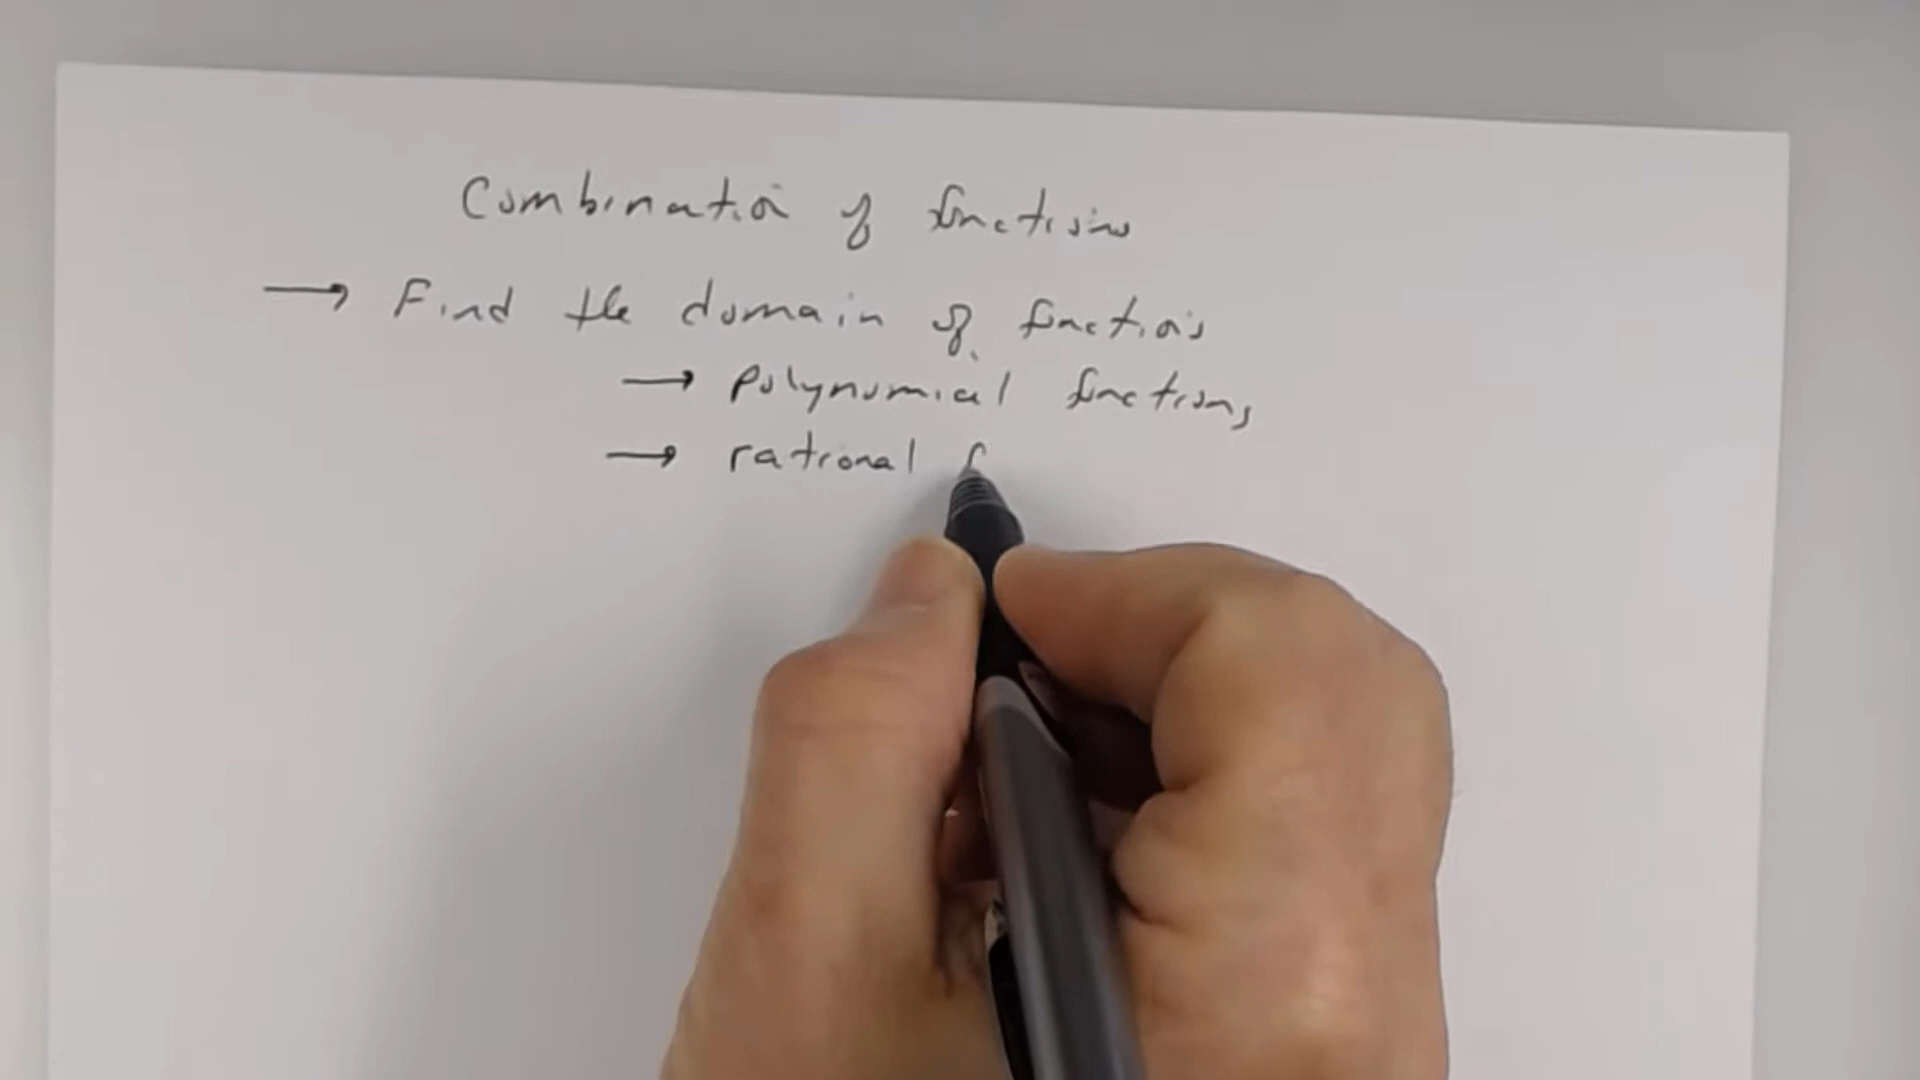 Combination of functions
→ Find the domain of functions
→ polynomial functions
→ rational f